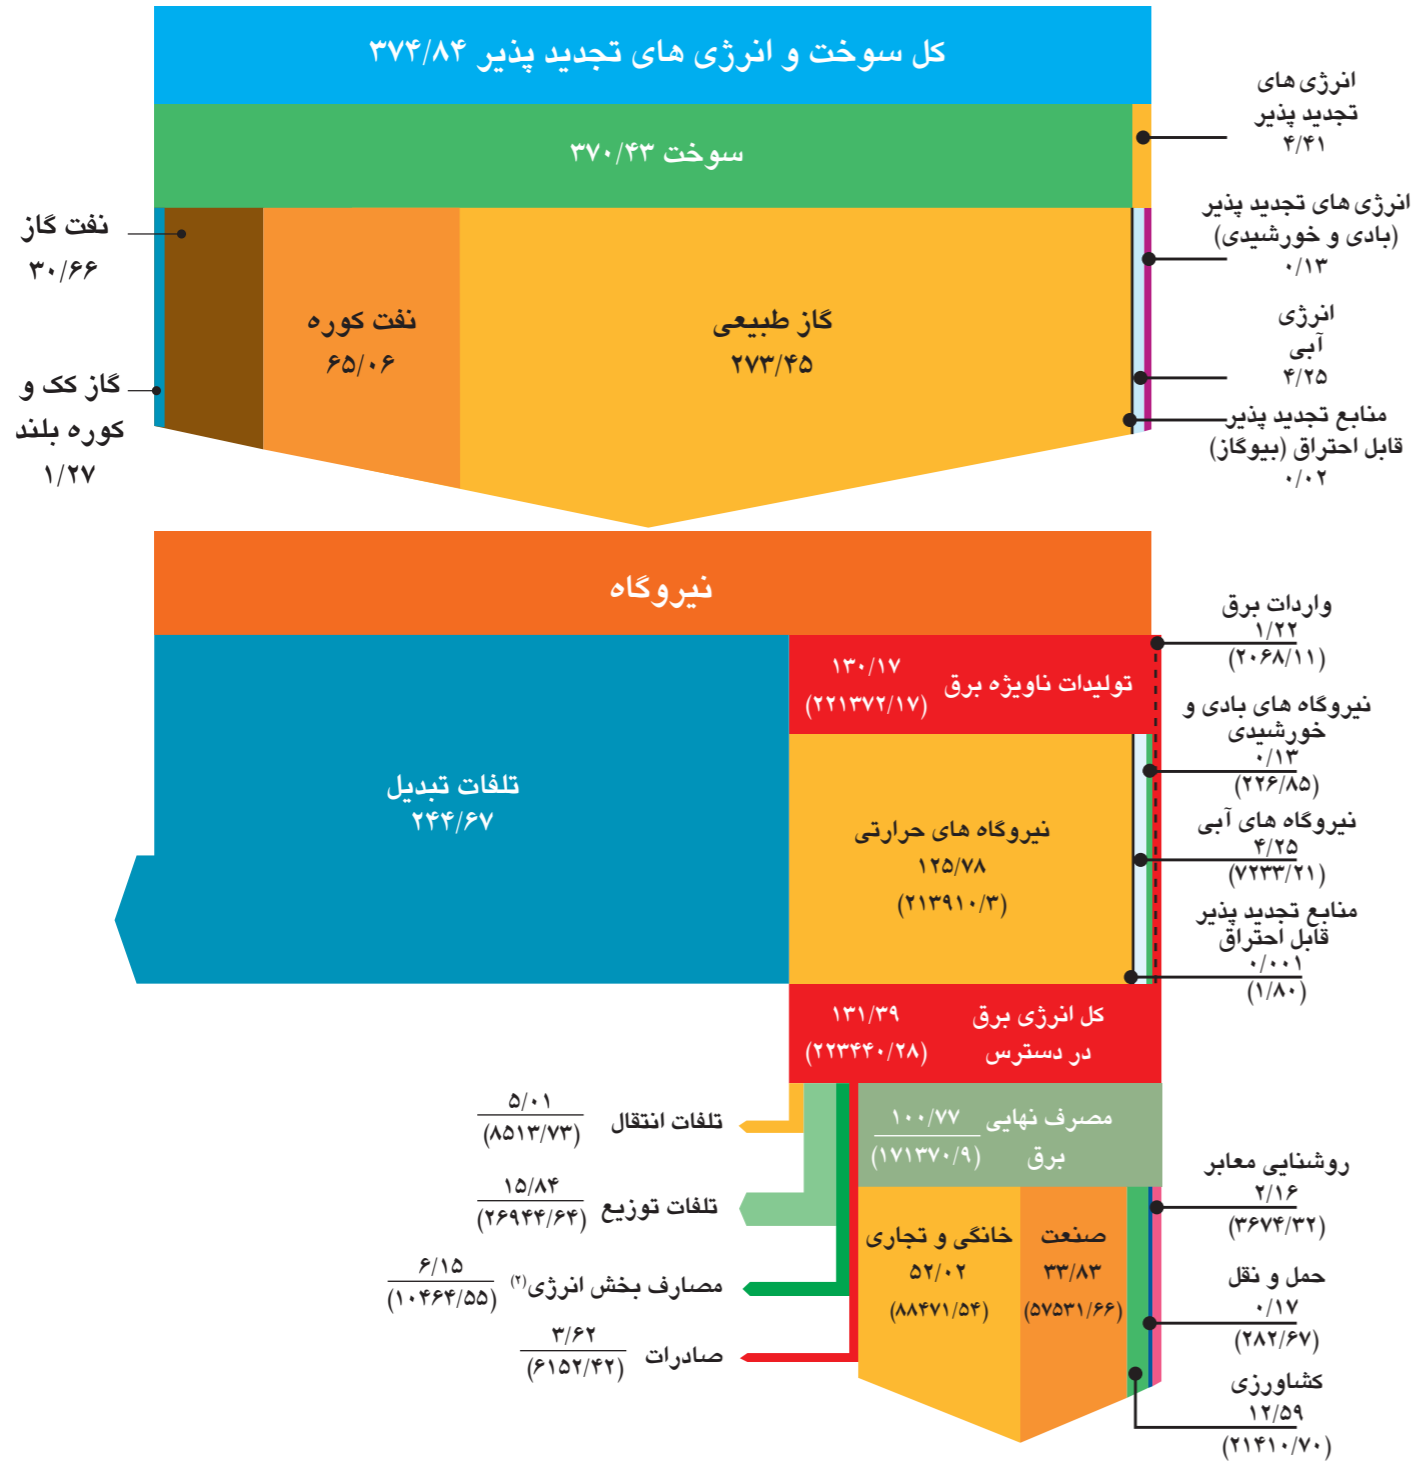 کل سوخت و انرژی های تجدید پذیر ۳۷۴/۸۴
سوخت ۳۷۰/۴۳
انرژی های
تجدید پذیر
۴/۴۱
انرژی های تجدید پذیر
(بادی و خورشیدی)
۰/۱۳
انرژی
آبی
۴/۲۵
منابع تجدید پذیر
قابل احتراق (بیوگاز)
۰/۰۲
گاز طبیعی
۲۷۳/۴۵
نفت کوره
۶۵/۰۶
نفت گاز
۳۰/۶۶
گاز کک و
کوره بلند
۱/۲۷
نیروگاه
واردات برق
۱/۲۲
(۲۰۶۸/۱۱)
تولیدات ناویژه برق
۱۳۰/۱۷
(۲۲۱۳۷۲/۱۷)
نیروگاه های بادی و
خورشیدی
۰/۱۳
(۲۲۶/۸۵)
نیروگاه های آبی
۴/۲۵
(۷۲۳۳/۲۱)
منابع تجدید پذیر
قابل احتراق
۰/۰۰۱
(۱/۸۰)
نیروگاه های حرارتی
۱۲۵/۷۸
(۲۱۳۹۱۰/۳)
تلفات تبدیل
۲۴۴/۶۷
کل انرژی برق
در دسترس
۱۳۱/۳۹
(۲۲۳۴۴۰/۲۸)
مصرف نهایی
برق
۱۰۰/۷۷
(۱۷۱۳۷۰/۹)
تلفات انتقال
۵/۰۱
(۸۵۱۳/۷۳)
تلفات توزیع
۱۵/۸۴
(۲۶۹۴۴/۶۴)
مصارف بخش انرژی(۲)
۶/۱۵
(۱۰۴۶۴/۵۵)
صادرات
۳/۶۲
(۶۱۵۲/۴۲)
روشنایی معابر
۲/۱۶
(۳۶۷۴/۳۲)
حمل و نقل
۰/۱۷
(۲۸۲/۶۷)
کشاورزی
۱۲/۵۹
(۲۱۴۱۰/۷۰)
صنعت
۳۳/۸۳
(۵۷۵۳۱/۶۶)
خانگی و تجاری
۵۲/۰۲
(۸۸۴۷۱/۵۴)